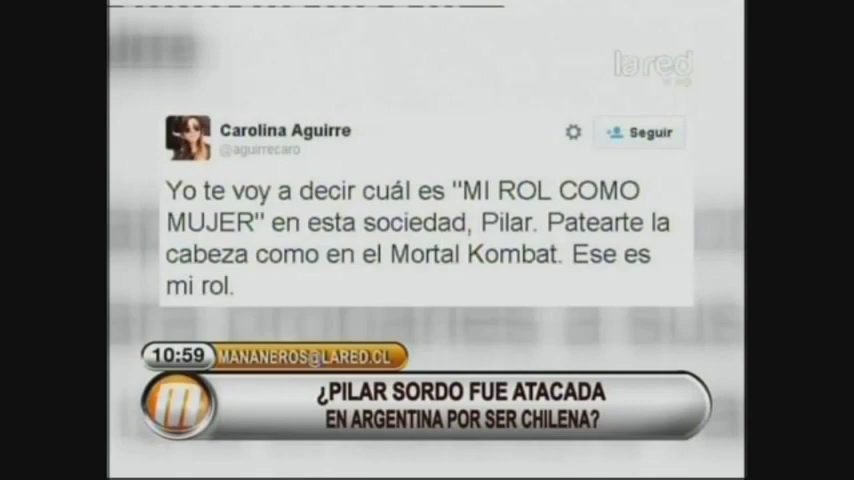 la red
Carolina Aguirre
@aguirrecaro
Seguir
Yo te voy a decir cuál es "MI ROL COMO
MUJER" en esta sociedad, Pilar. Patearte la
cabeza como en el Mortal Kombat. Ese es
mi rol.
10:59 MAÑANEROS@LARED.CL
¿PILAR SORDO FUE ATACADA
EN ARGENTINA POR SER CHILENA?